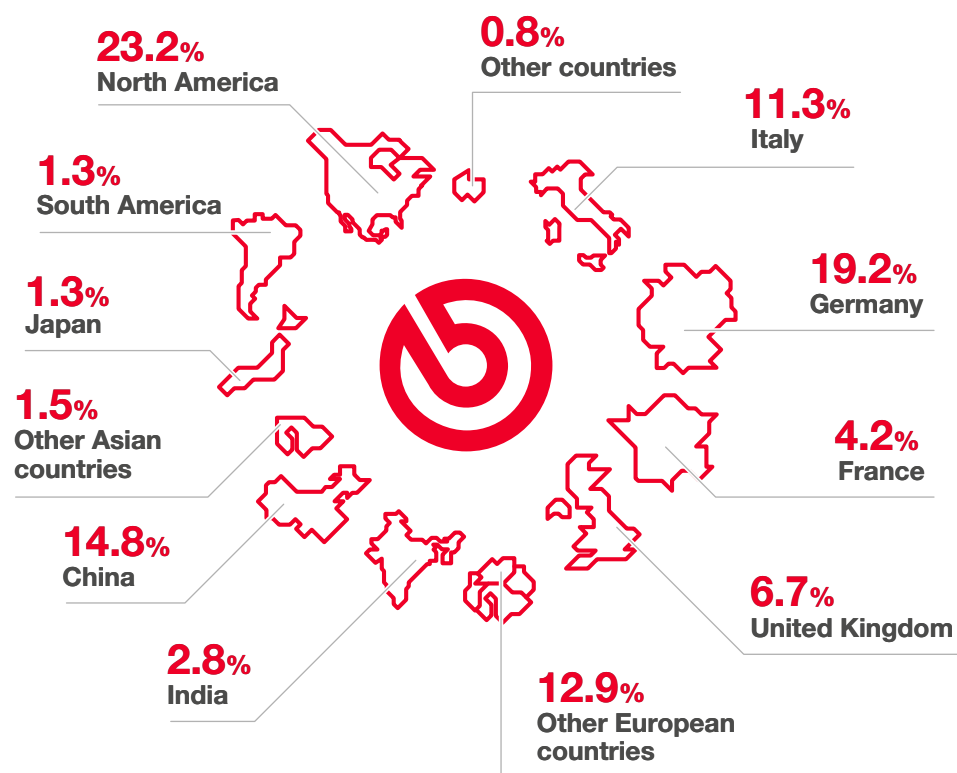 23.2%
North America
0.8%
Other countries
11.3%
Italy
1.3%
South America
19.2%
Germany
1.3%
Japan
1.5%
Other Asian
countries
4.2%
France
14.8%
China
6.7%
United Kingdom
2.8%
India
12.9%
Other European
countries